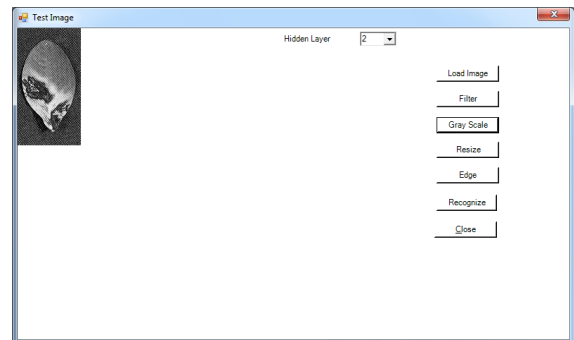 Test Image
Hidden Layer 2
Load Image
Filter
Gray Scale
Resize
Edge
Recognize
Close